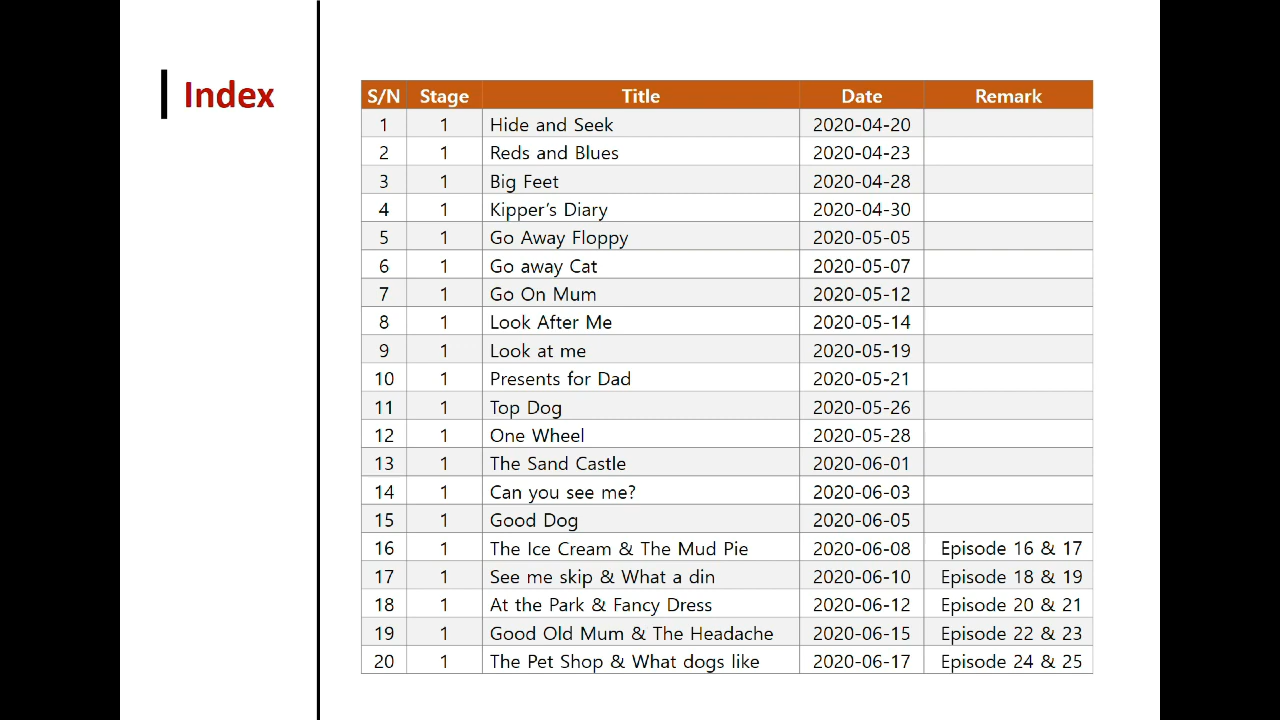 Index
S/N Stage Title Date Remark
1 1 Hide and Seek 2020-04-20
2 1 Reds and Blues 2020-04-23
3 1 Big Feet 2020-04-28
4 1 Kipper’s Diary 2020-04-30
5 1 Go Away Floppy 2020-05-05
6 1 Go away Cat 2020-05-07
7 1 Go On Mum 2020-05-12
8 1 Look After Me 2020-05-14
9 1 Look at me 2020-05-19
10 1 Presents for Dad 2020-05-21
11 1 Top Dog 2020-05-26
12 1 One Wheel 2020-05-28
13 1 The Sand Castle 2020-06-01
14 1 Can you see me? 2020-06-03
15 1 Good Dog 2020-06-05
16 1 The Ice Cream & The Mud Pie 2020-06-08 Episode 16 & 17
17 1 See me skip & What a din 2020-06-10 Episode 18 & 19
18 1 At the Park & Fancy Dress 2020-06-12 Episode 20 & 21
19 1 Good Old Mum & The Headache 2020-06-15 Episode 22 & 23
20 1 The Pet Shop & What dogs like 2020-06-17 Episode 24 & 25